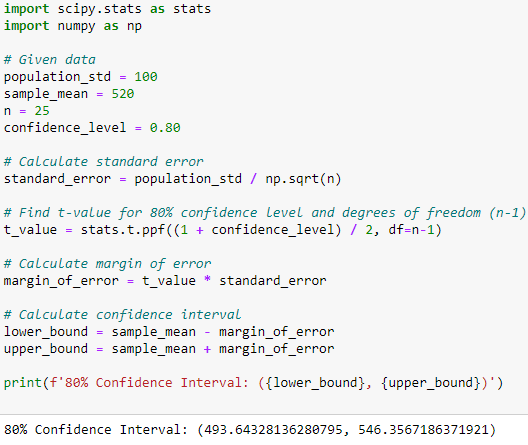 import scipy.stats as stats
import numpy as np
# Given data
population_std = 100
sample_mean = 520
n = 25
confidence_level = 0.80
# Calculate standard error
standard_error = population_std / np.sqrt(n)
# Find t-value for 80% confidence level and degrees of freedom (n-1)
t_value = stats.t.ppf((1 + confidence_level) / 2, df=n-1)
# Calculate margin of error
margin_of_error = t_value * standard_error
# Calculate confidence interval
lower_bound = sample_mean - margin_of_error
upper_bound = sample_mean + margin_of_error
print(f'80% Confidence Interval: ({lower_bound}, {upper_bound})')
80% Confidence Interval: (493.64328136280795, 546.3567186371921)